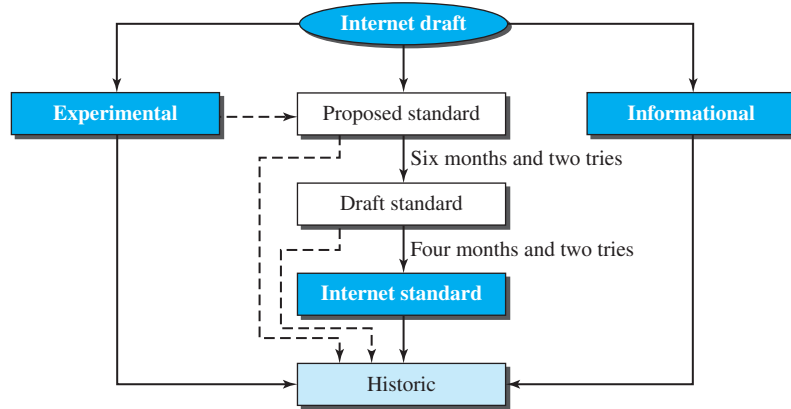 Internet draft
Experimental
Proposed standard
Informational
Six months and two tries
Draft standard
Four months and two tries
Internet standard
Historic